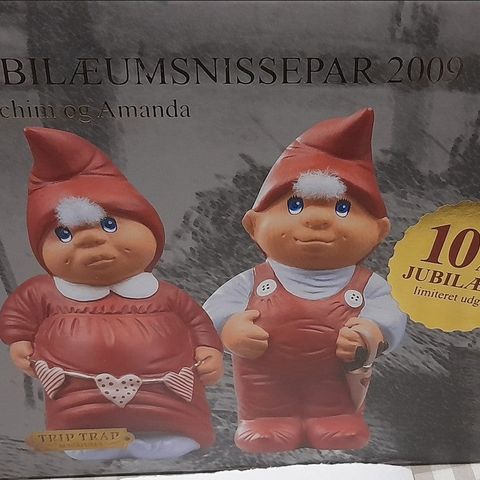 BILÆUMSNISSEPAR 2009
chim og Amanda
10
JUBILÆ
limiteret udg
TRIP TRAP